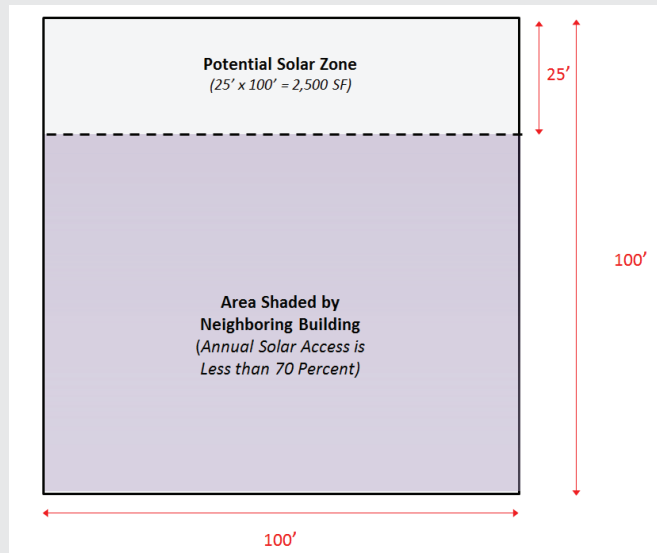 Potential Solar Zone
(25’ x 100’ = 2,500 SF)
25’
100’
Area Shaded by
Neighboring Building
(Annual Solar Access is
Less than 70 Percent)
100’